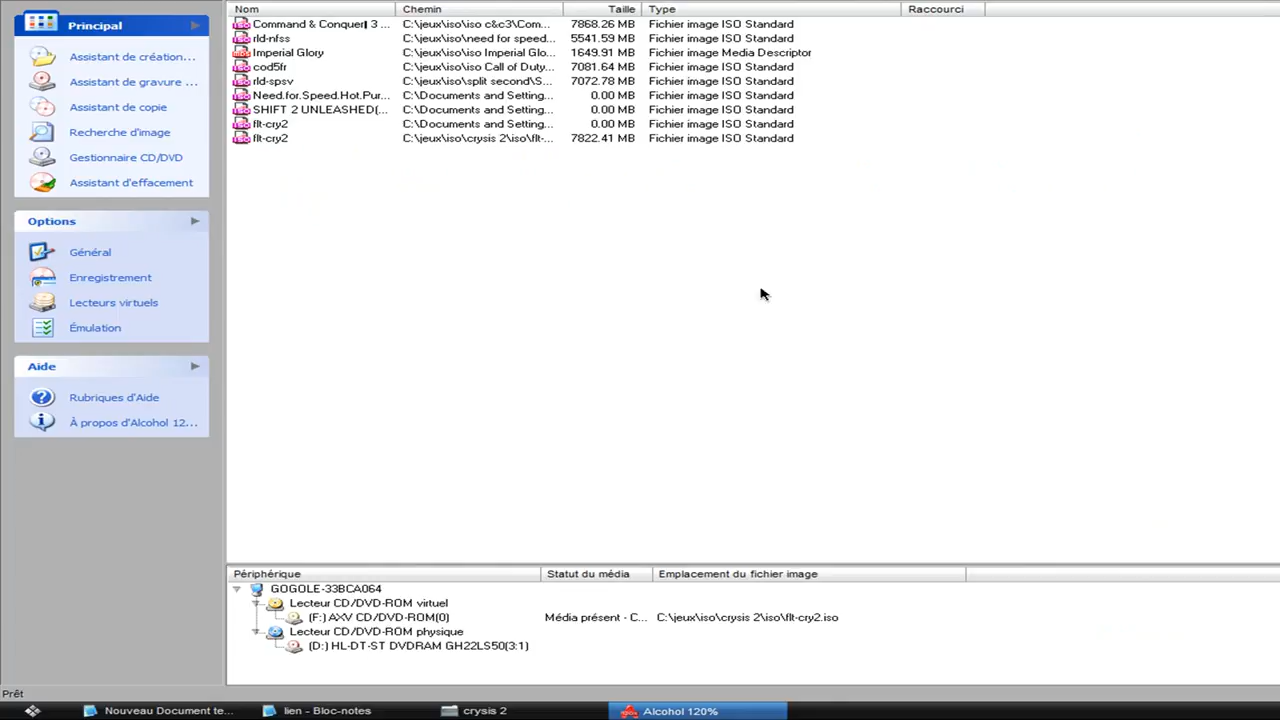 Principal
Assistant de création...
Assistant de gravure ...
Assistant de copie
Recherche d'image
Gestionnaire CD/DVD
Assistant d'effacement
Options
Général
Enregistrement
Lecteurs virtuels
Émulation
Aide
Rubriques d'Aide
À propos d'Alcohol 12...
Nom Chemin Taille Type Raccourci
Command & Conquer 3 ... C:\jeux\iso\iso c&c3\Com... 7868.26 MB Fichier image ISO Standard
rld-nfss C:\jeux\iso\need for speed... 5541.59 MB Fichier image ISO Standard
Imperial Glory C:\jeux\iso\iso Imperial Glo... 1649.91 MB Fichier image Media Descriptor
cod5fr C:\jeux\iso\iso Call of Duty... 7081.64 MB Fichier image ISO Standard
rld-spsv C:\jeux\iso\split second\S... 7072.78 MB Fichier image ISO Standard
Need.for.Speed.Hot.Pur... C:\Documents and Setting... 0.00 MB Fichier image ISO Standard
SHIFT 2 UNLEASHED(... C:\Documents and Setting... 0.00 MB Fichier image ISO Standard
flt-cry2 C:\Documents and Setting... 0.00 MB Fichier image ISO Standard
flt-cry2 C:\jeux\iso\crysis 2\iso\flt-... 7822.41 MB Fichier image ISO Standard
Périphérique Statut du média Emplacement du fichier image
GOGOLE-33BCA064
Lecteur CD/DVD-ROM virtuel
(F:) AXV CD/DVD-ROM(0) Média présent - C... C:\jeux\iso\crysis 2\iso\flt-cry2.iso
Lecteur CD/DVD-ROM physique
(D:) HL-DT-ST DVDRAM GH22LS50(3:1)
Prêt
Nouveau Document te... lien - Bloc-notes crysis 2 Alcohol 120%